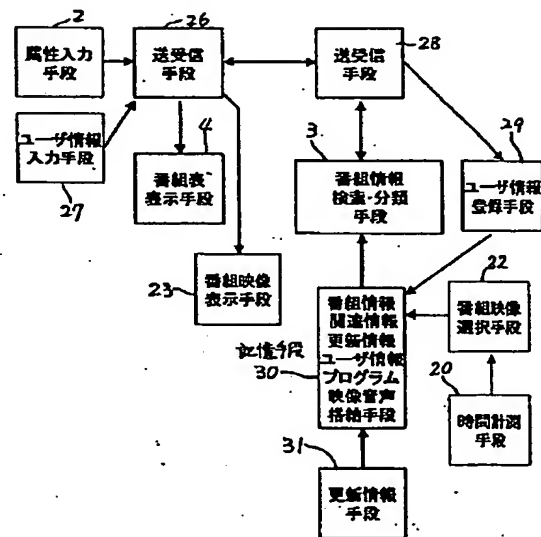 2
属性入力
手段
26
送受信
手段
送受信
手段
28
ユーザ情報
入力手段
27
4
番組表
表示手段
3
番組情報
検索・分類
手段
29
ユーザ情報
登録手段
23
番組映像
表示手段
記憶手段
30
番組情報
関連情報
更新情報
ユーザ情報
プログラム
映像音声
格納手段
22
番組映像
選択手段
20
時間計測
手段
31
更新情報
手段